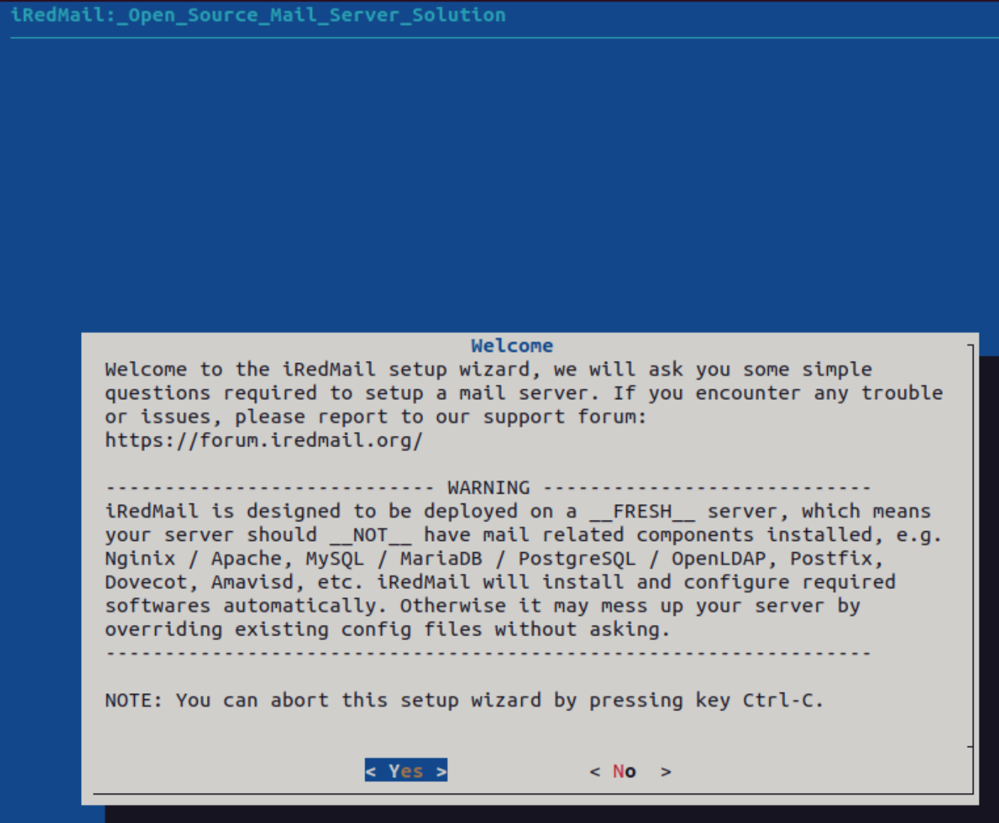 iRedMail:_Open_Source_Mail_Server_Solution
Welcome
Welcome to the iRedMail setup wizard, we will ask you some simple
questions required to setup a mail server. If you encounter any trouble
or issues, please report to our support forum:
https://forum.iredmail.org/
---------------------------- WARNING ----------------------------
iRedMail is designed to be deployed on a __FRESH__ server, which means
your server should __NOT__ have mail related components installed, e.g.
Nginix / Apache, MySQL / MariaDB / PostgreSQL / OpenLDAP, Postfix,
Dovecot, Amavisd, etc. iRedMail will install and configure required
softwares automatically. Otherwise it may mess up your server by
overriding existing config files without asking.
-----------------------------------------------------------------
NOTE: You can abort this setup wizard by pressing key Ctrl-C.
< Yes > < No >